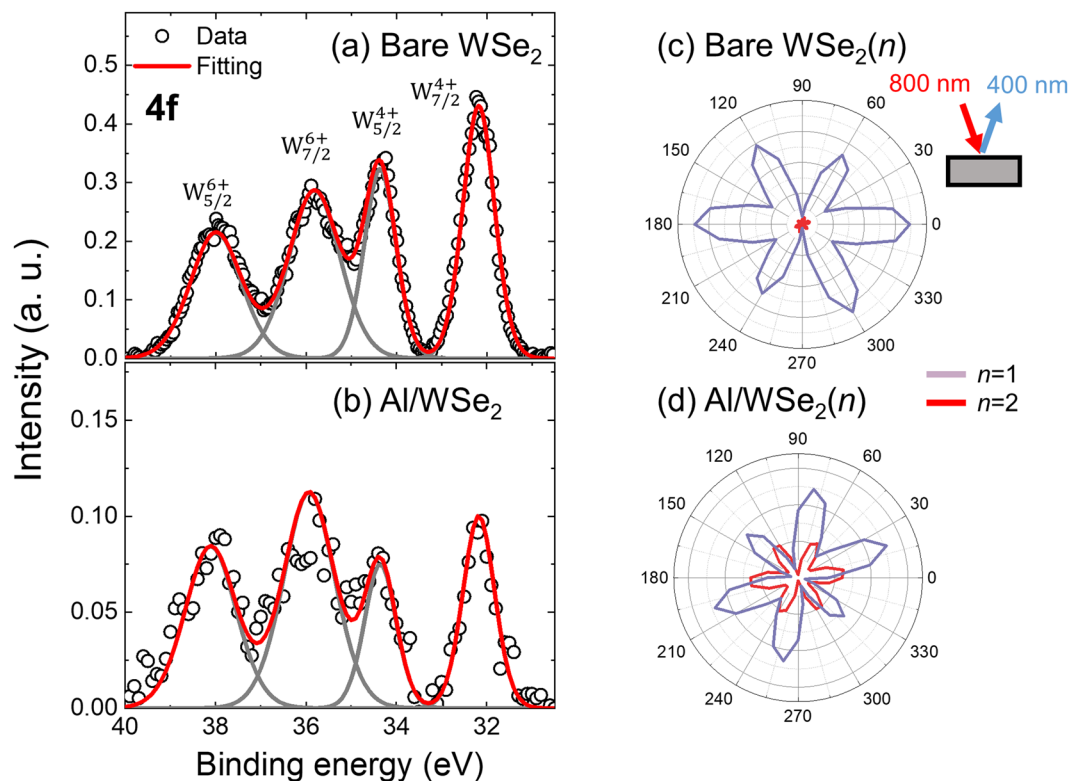 Data
Fitting
4f
(a) Bare WSe₂
W⁶⁺₅/₂
W⁶⁺₇/₂
W⁴⁺₅/₂
W⁴⁺₇/₂
0.5
0.4
0.3
0.2
0.1
0.0
(b) Al/WSe₂
0.15
0.10
0.05
0.00
Intensity (a. u.)
40 38 36 34 32
Binding energy (eV)
(c) Bare WSe₂(n)
800 nm 400 nm
90
120 60
150 30
180 0
210 330
240 300
270
n=1
n=2
(d) Al/WSe₂(n)
90
120 60
150 30
180 0
210 330
240 300
270